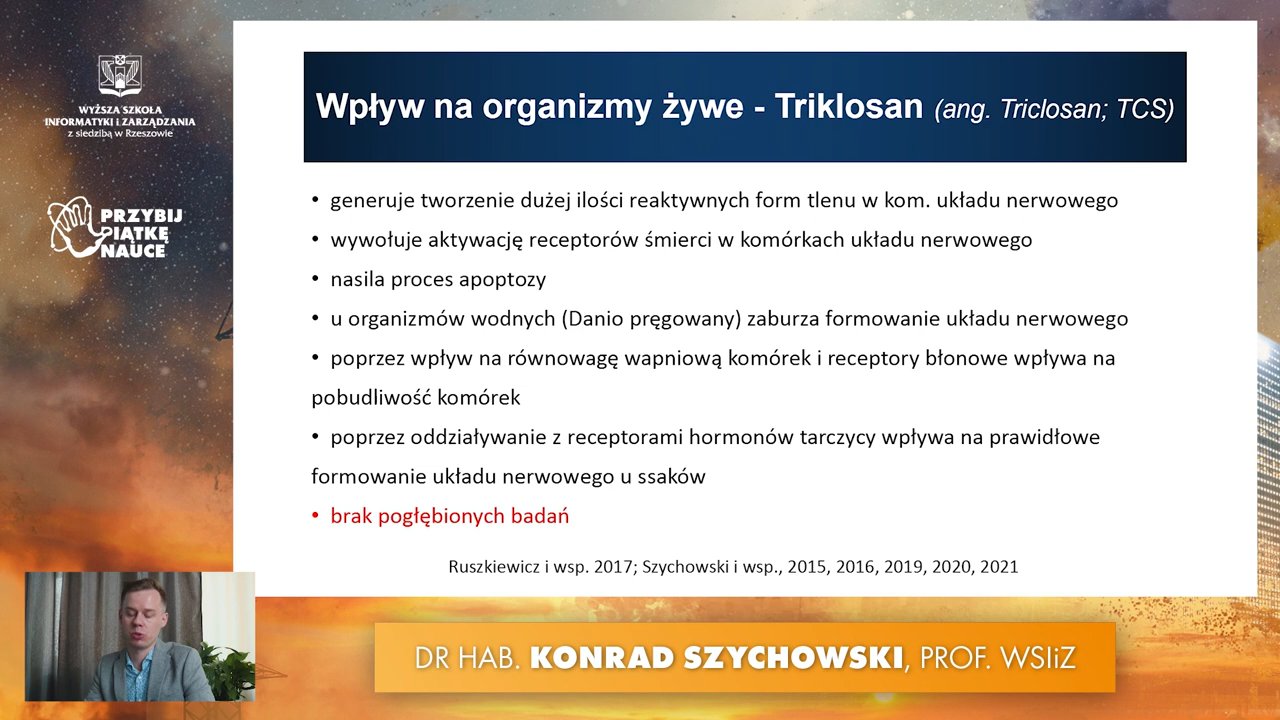 WYŻSZA SZKOŁA
INFORMATYKI i ZARZĄDZANIA
z siedzibą w Rzeszowie
PRZYBIJ
PIĄTKĘ
NAUCE
Wpływ na organizmy żywe - Triklosan (ang. Triclosan; TCS)
• generuje tworzenie dużej ilości reaktywnych form tlenu w kom. układu nerwowego
• wywołuje aktywację receptorów śmierci w komórkach układu nerwowego
• nasila proces apoptozy
• u organizmów wodnych (Danio pręgowany) zaburza formowanie układu nerwowego
• poprzez wpływ na równowagę wapniową komórek i receptory błonowe wpływa na
pobudliwość komórek
• poprzez oddziaływanie z receptorami hormonów tarczycy wpływa na prawidłowe
formowanie układu nerwowego u ssaków
• brak pogłębionych badań
Ruszkiewicz i wsp. 2017; Szychowski i wsp., 2015, 2016, 2019, 2020, 2021
DR HAB. KONRAD SZYCHOWSKI, PROF. WSIiZ